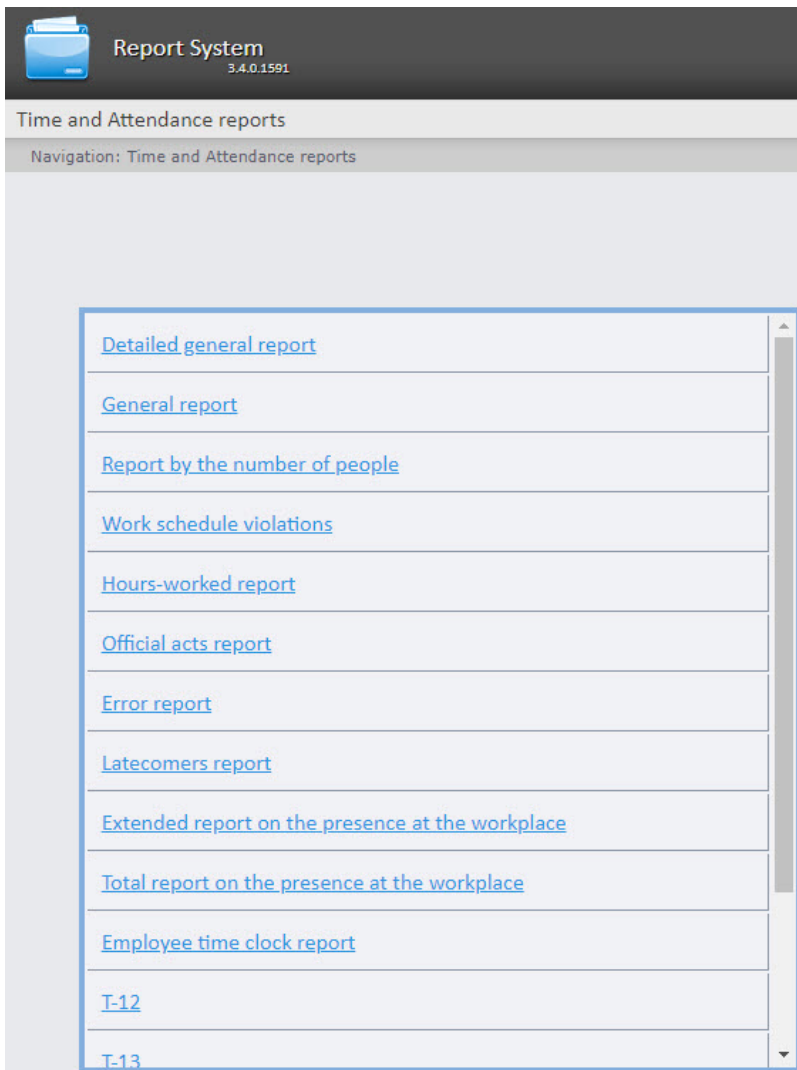 Report System
3.4.0.1591
Time and Attendance reports
Navigation: Time and Attendance reports
Detailed general report
General report
Report by the number of people
Work schedule violations
Hours-worked report
Official acts report
Error report
Latecomers report
Extended report on the presence at the workplace
Total report on the presence at the workplace
Employee time clock report
T-12
T-13